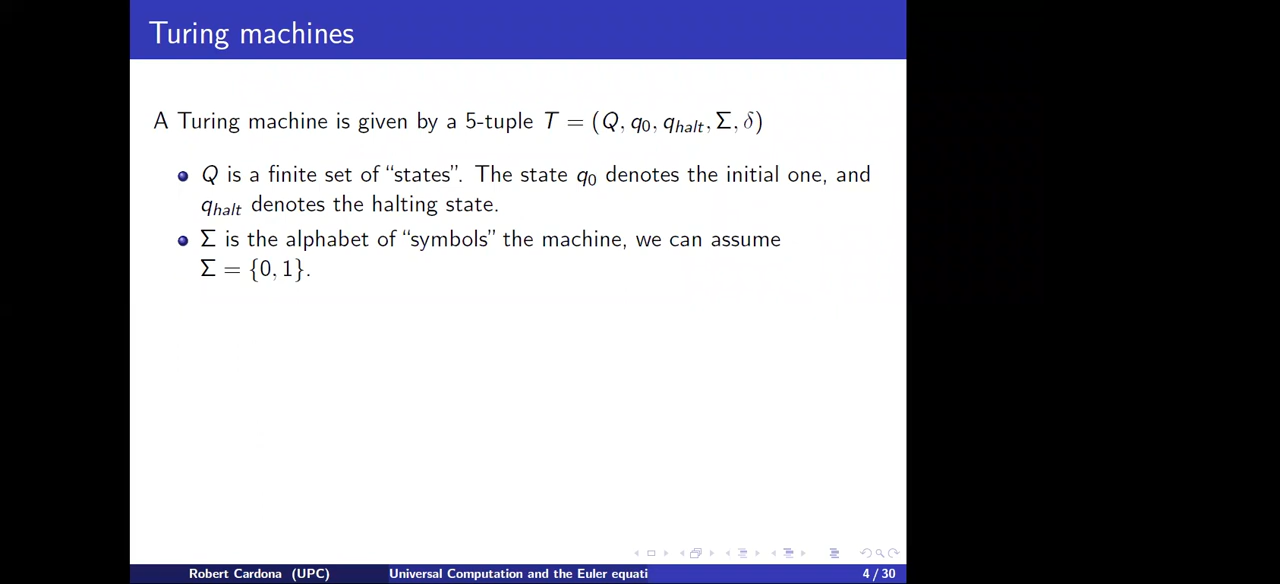 Turing machines
A Turing machine is given by a 5-tuple T = (Q, q₀, qₕₐₗₜ, Σ, δ)
Q is a finite set of “states”. The state q₀ denotes the initial one, and
qₕₐₗₜ denotes the halting state.
Σ is the alphabet of “symbols” the machine, we can assume
Σ = {0, 1}.
Robert Cardona (UPC) Universal Computation and the Euler equati 4 / 30